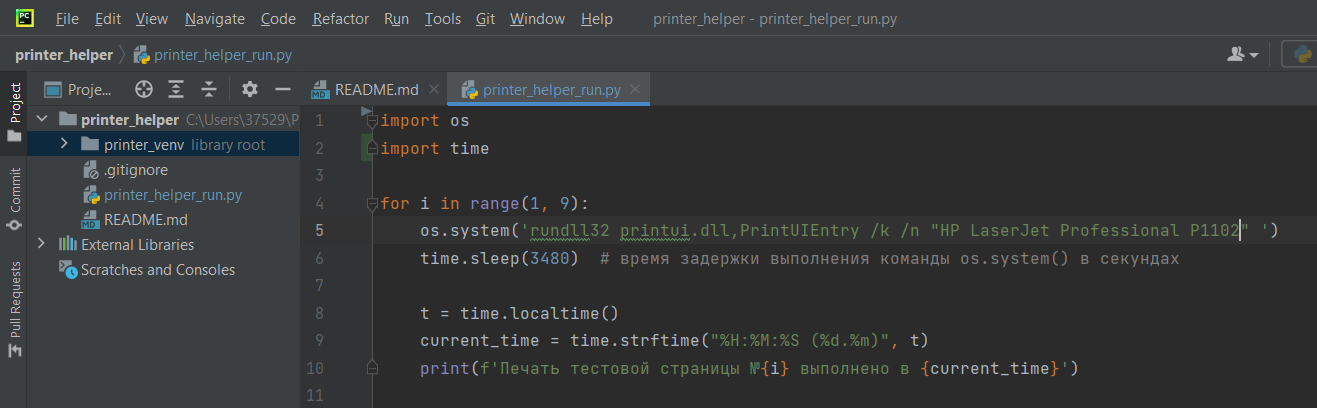 PC File Edit View Navigate Code Refactor Run Tools Git Window Help printer_helper - printer_helper_run.py
printer_helper printer_helper_run.py
Project Proje... README.md printer_helper_run.py
printer_helper C:\Users\37529\P
printer_venv library root
.gitignore
printer_helper_run.py
MD README.md
External Libraries
Scratches and Consoles
Commit
Pull Requests
1 import os
2 import time
3
4 for i in range(1, 9):
5 os.system('rundll32 printui.dll,PrintUIEntry /k /n "HP LaserJet Professional P1102" ')
6 time.sleep(3480) # время задержки выполнения команды os.system() в секундах
7
8 t = time.localtime()
9 current_time = time.strftime("%H:%M:%S (%d.%m)", t)
10 print(f'Печать тестовой страницы №{i} выполнено в {current_time}')
11